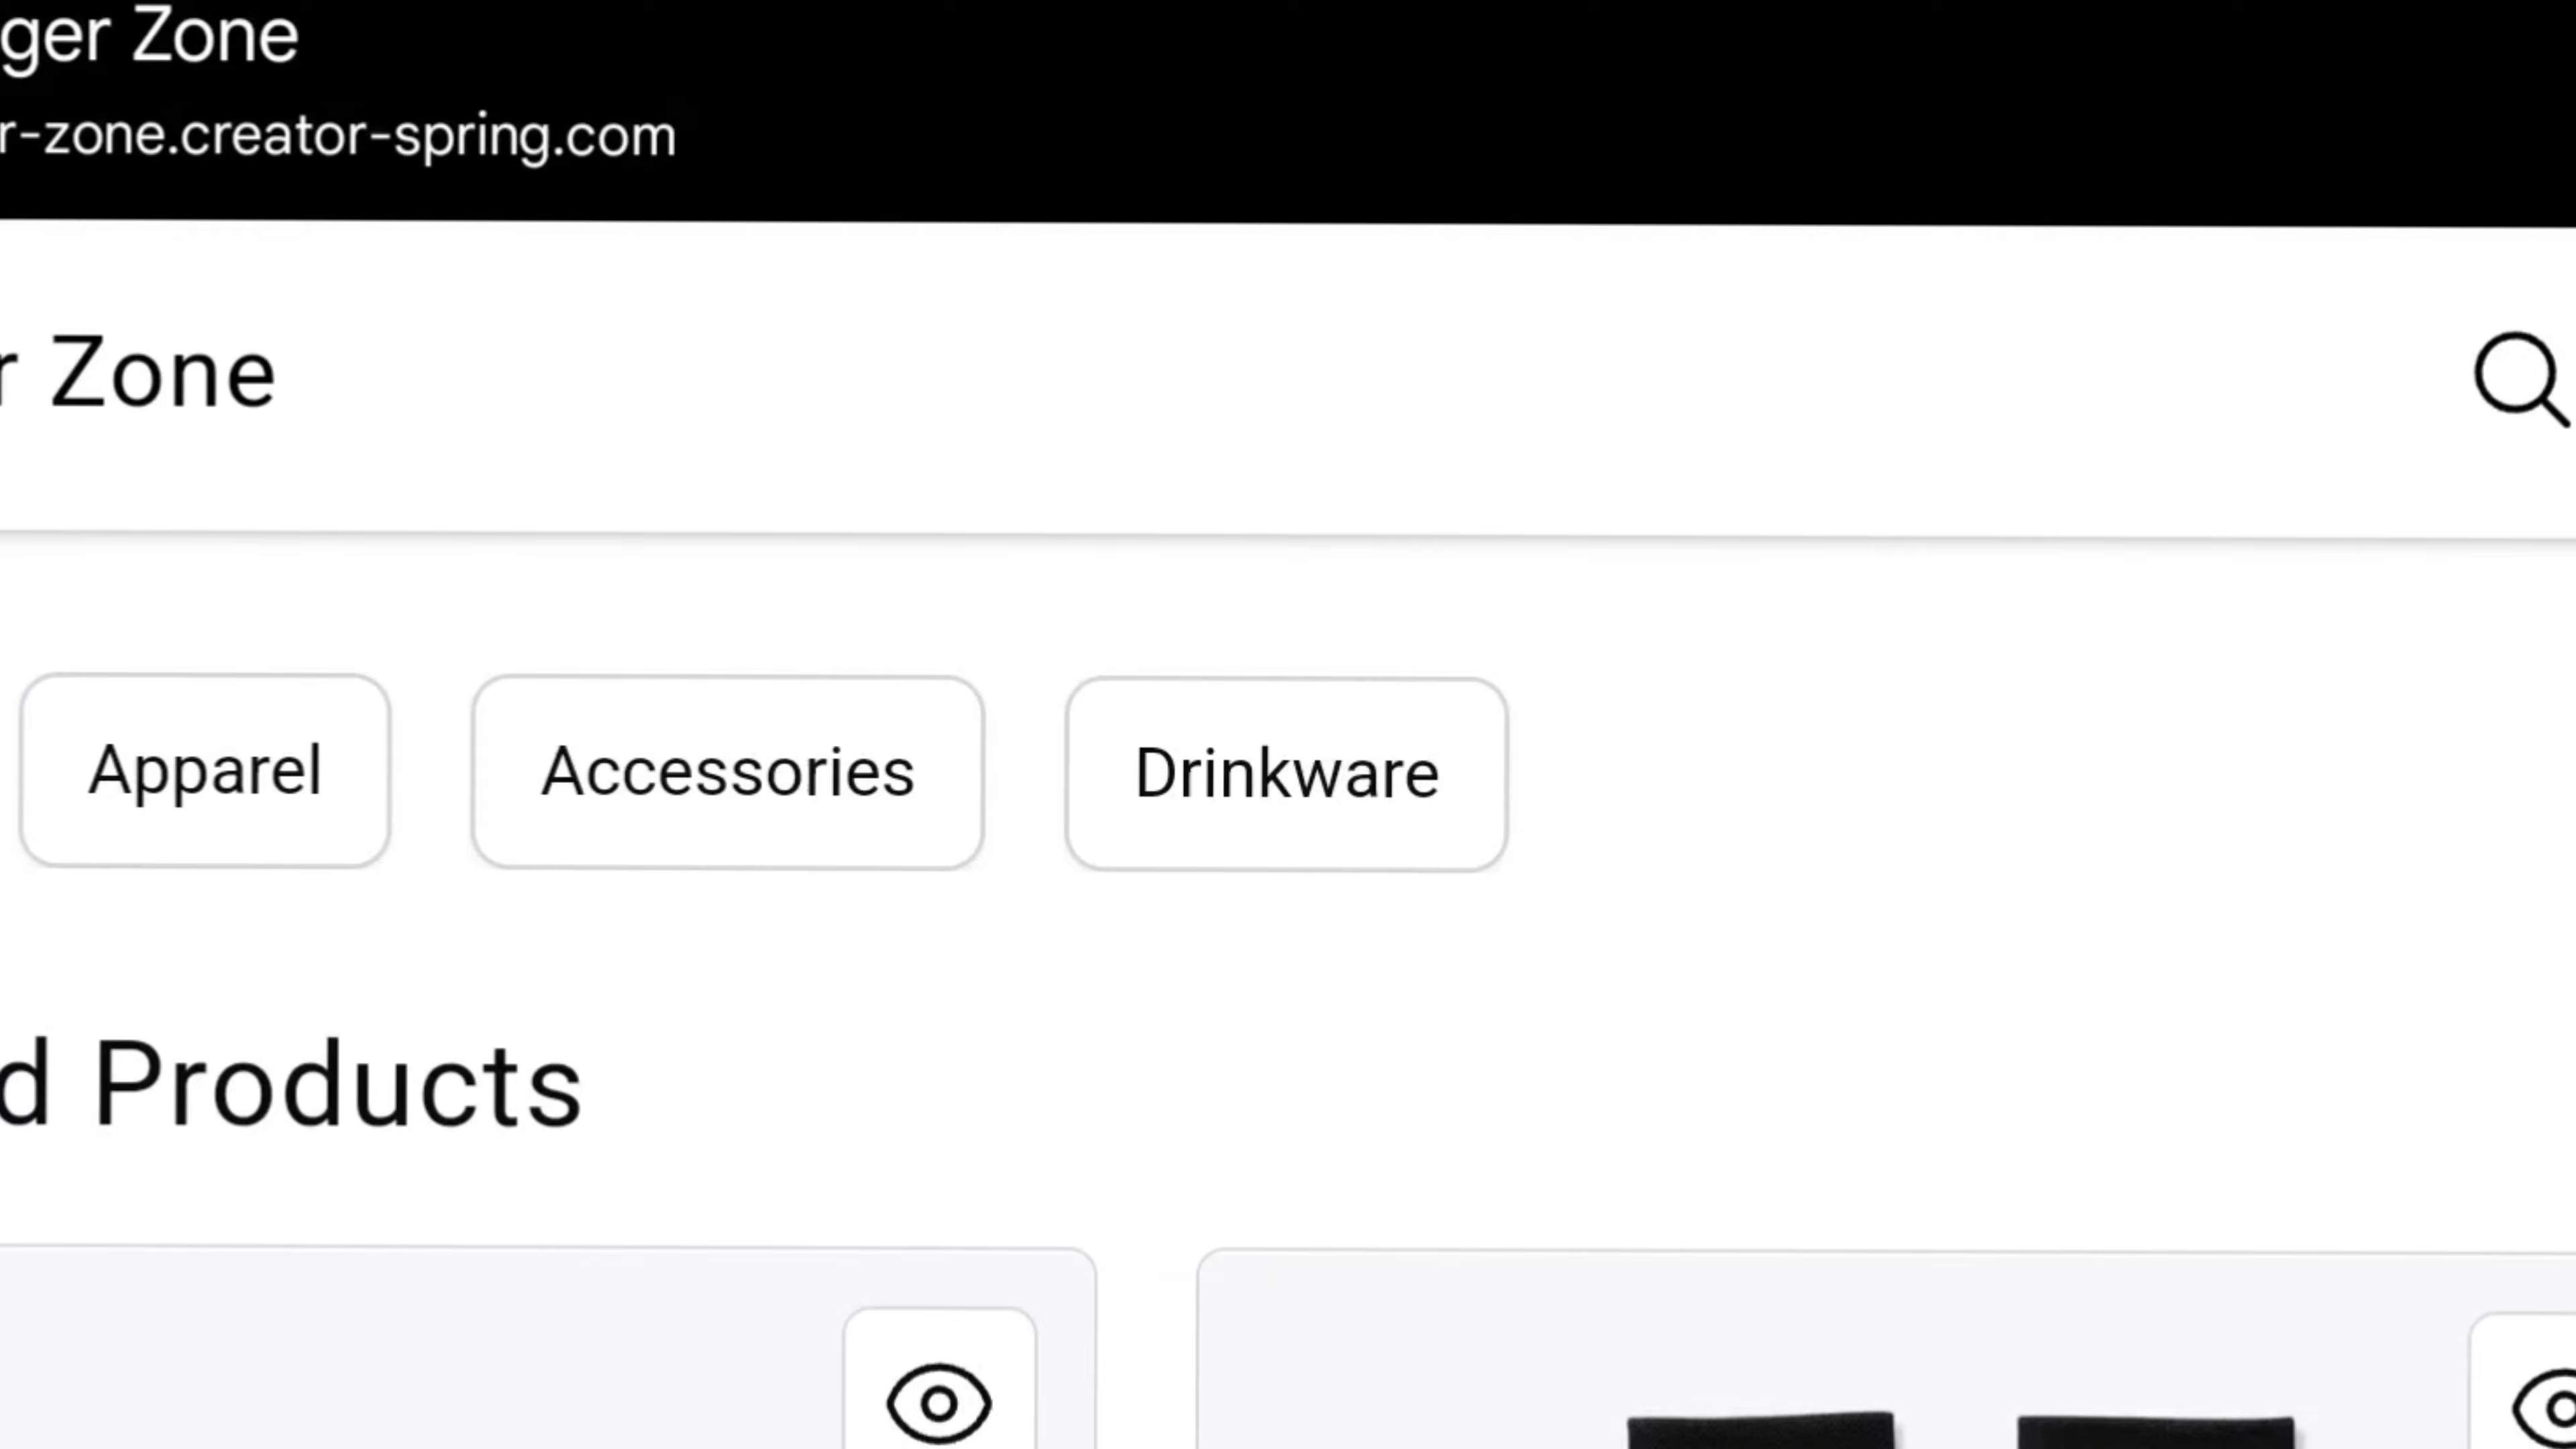 ger Zone
r-zone.creator-spring.com
r Zone
Apparel
Accessories
Drinkware
d Products